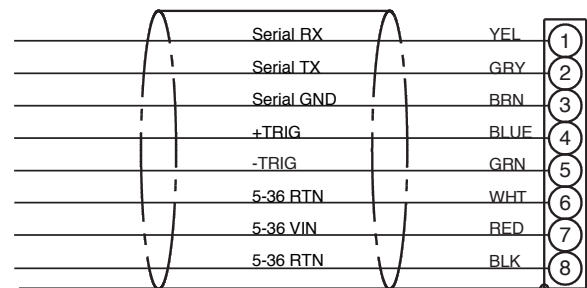 Serial RX YEL 1
Serial TX GRY 2
Serial GND BRN 3
+TRIG BLUE 4
-TRIG GRN 5
5-36 RTN WHT 6
5-36 VIN RED 7
5-36 RTN BLK 8